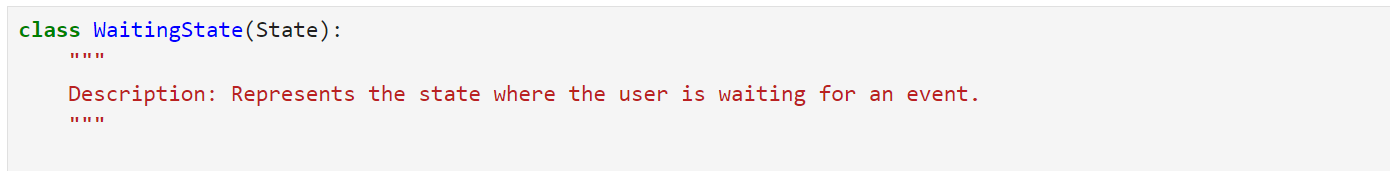 class WaitingState(State):
    """
    Description: Represents the state where the user is waiting for an event.
    """